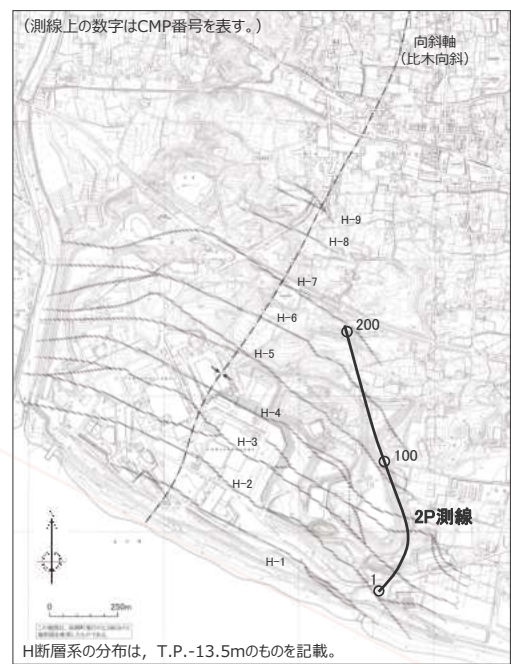 (測線上の数字はCMP番号を表す。)
向斜軸
(比木向斜)
H-9
H-8
H-7
200
H-6
H-5
H-4
100
H-3
2P測線
H-2
H-1
1
0 250m
H断層系の分布は，T.P.-13.5mのものを記載。